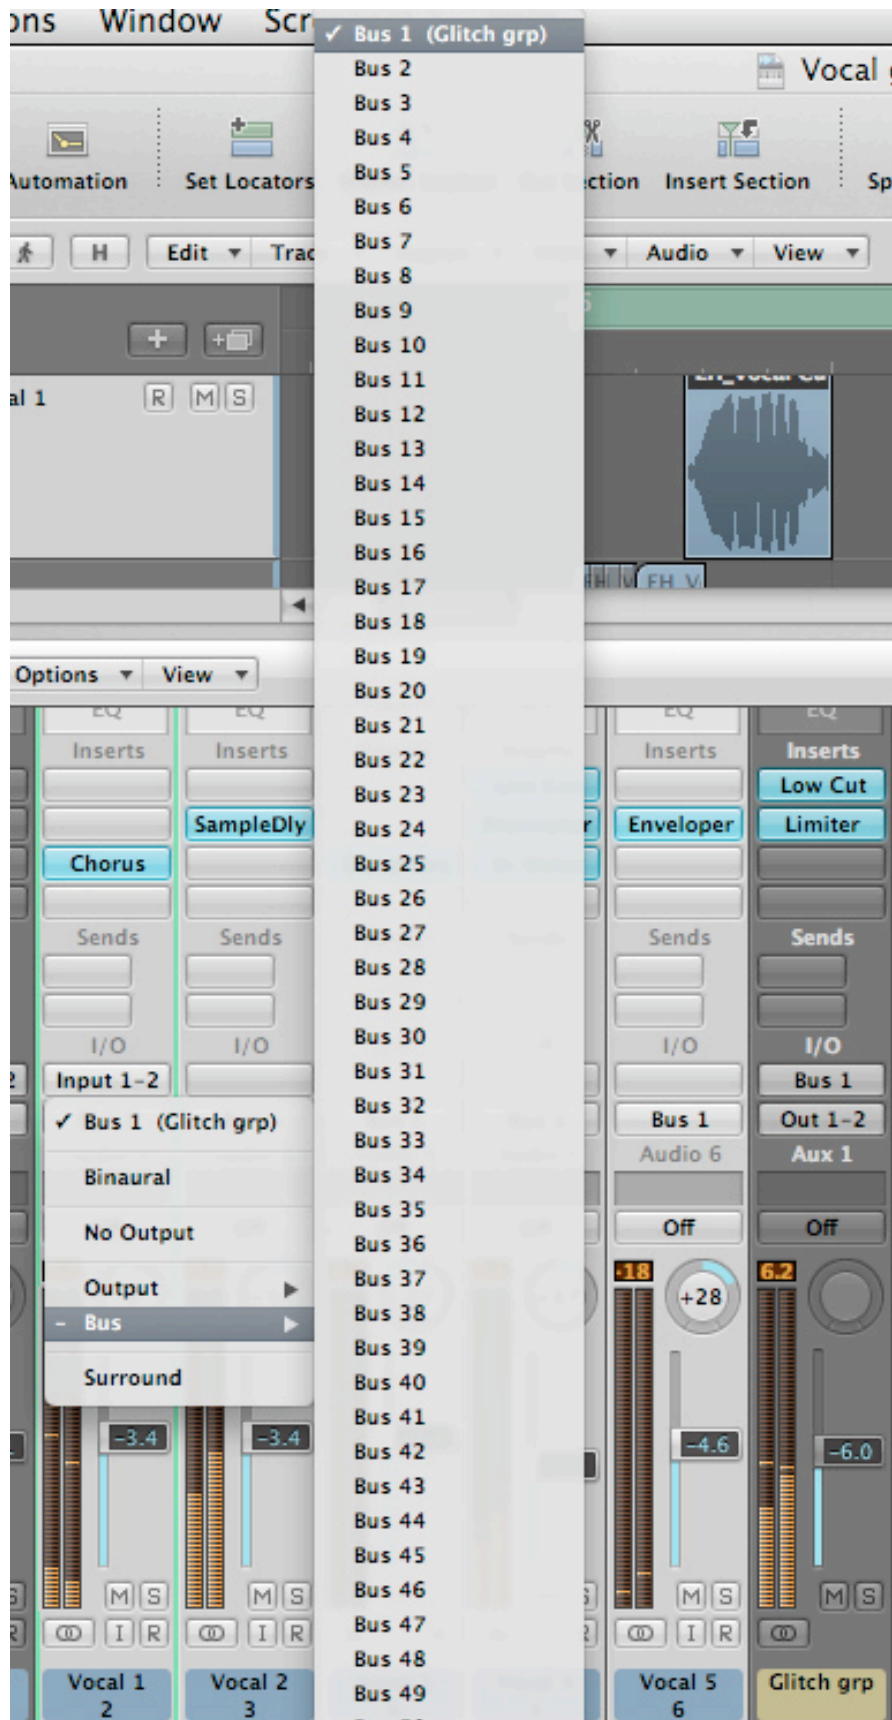 ons Window Scr
Vocal
Automation Set Locators ction Insert Section Sp
H Edit Trac Audio View
al 1 R M S
EH_Vocal Cu
EH V EH_V
Options View
✓ Bus 1 (Glitch grp)
Bus 2
Bus 3
Bus 4
Bus 5
Bus 6
Bus 7
Bus 8
Bus 9
Bus 10
Bus 11
Bus 12
Bus 13
Bus 14
Bus 15
Bus 16
Bus 17
Bus 18
Bus 19
Bus 20
Bus 21
Bus 22
Bus 23
Bus 24
Bus 25
Bus 26
Bus 27
Bus 28
Bus 29
Bus 30
Bus 31
Bus 32
Bus 33
Bus 34
Bus 35
Bus 36
Bus 37
Bus 38
Bus 39
Bus 40
Bus 41
Bus 42
Bus 43
Bus 44
Bus 45
Bus 46
Bus 47
Bus 48
Bus 49
EQ EQ EQ EQ
Inserts Inserts Inserts Inserts
Low Cut
SampleDly Enveloper Limiter
Chorus
Sends Sends Sends Sends
I/O I/O I/O I/O
Input 1-2 Bus 1
✓ Bus 1 (Glitch grp) Bus 1 Out 1-2
Audio 6 Aux 1
Binaural
No Output Off Off
Output
-18 +28 6.2
– Bus
Surround
-3.4 -3.4 -4.6 -6.0
M S M S M S M S
I R I R I R
Vocal 1 Vocal 2 Vocal 5 Glitch grp
2 3 6